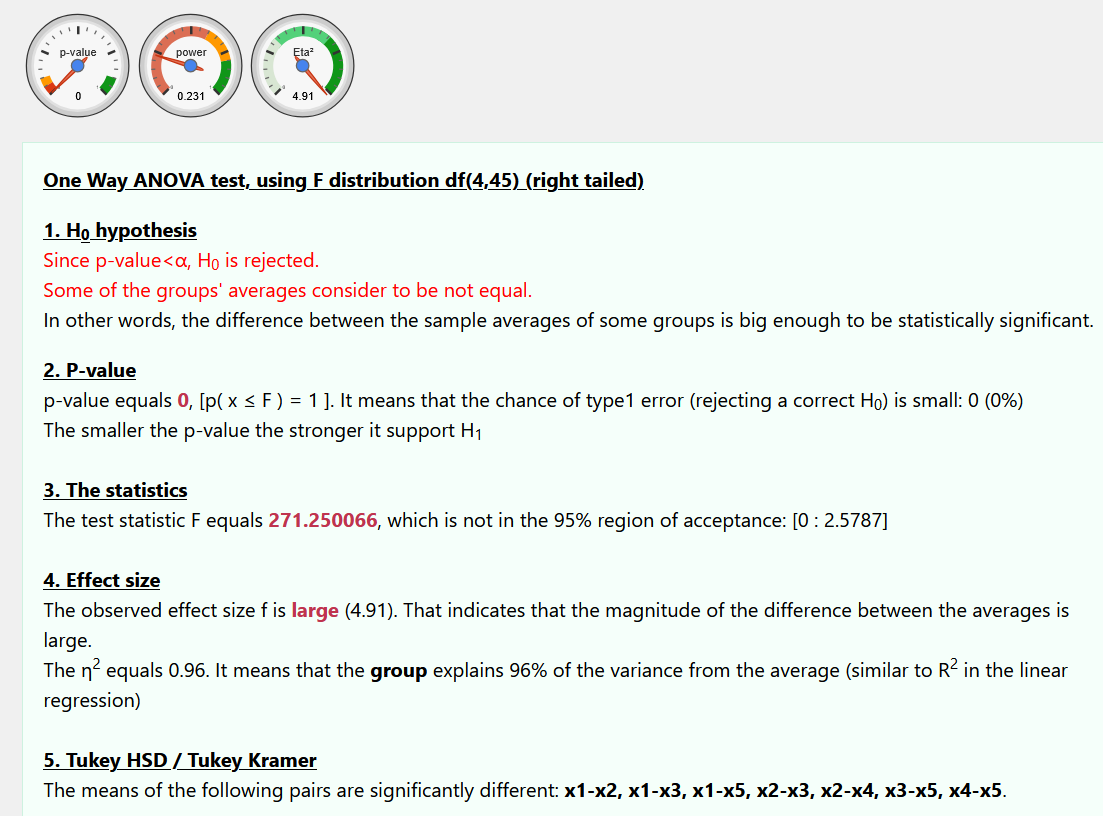 p-value
0
power
0.231
Eta²
4.91
One Way ANOVA test, using F distribution df(4,45) (right tailed)
1. H₀ hypothesis
Since p-value<α, H₀ is rejected.
Some of the groups' averages consider to be not equal.
In other words, the difference between the sample averages of some groups is big enough to be statistically significant.
2. P-value
p-value equals 0, [p( x ≤ F ) = 1 ]. It means that the chance of type1 error (rejecting a correct H₀) is small: 0 (0%)
The smaller the p-value the stronger it support H₁
3. The statistics
The test statistic F equals 271.250066, which is not in the 95% region of acceptance: [0 : 2.5787]
4. Effect size
The observed effect size f is large (4.91). That indicates that the magnitude of the difference between the averages is
large.
The η² equals 0.96. It means that the group explains 96% of the variance from the average (similar to R² in the linear
regression)
5. Tukey HSD / Tukey Kramer
The means of the following pairs are significantly different: x1-x2, x1-x3, x1-x5, x2-x3, x2-x4, x3-x5, x4-x5.